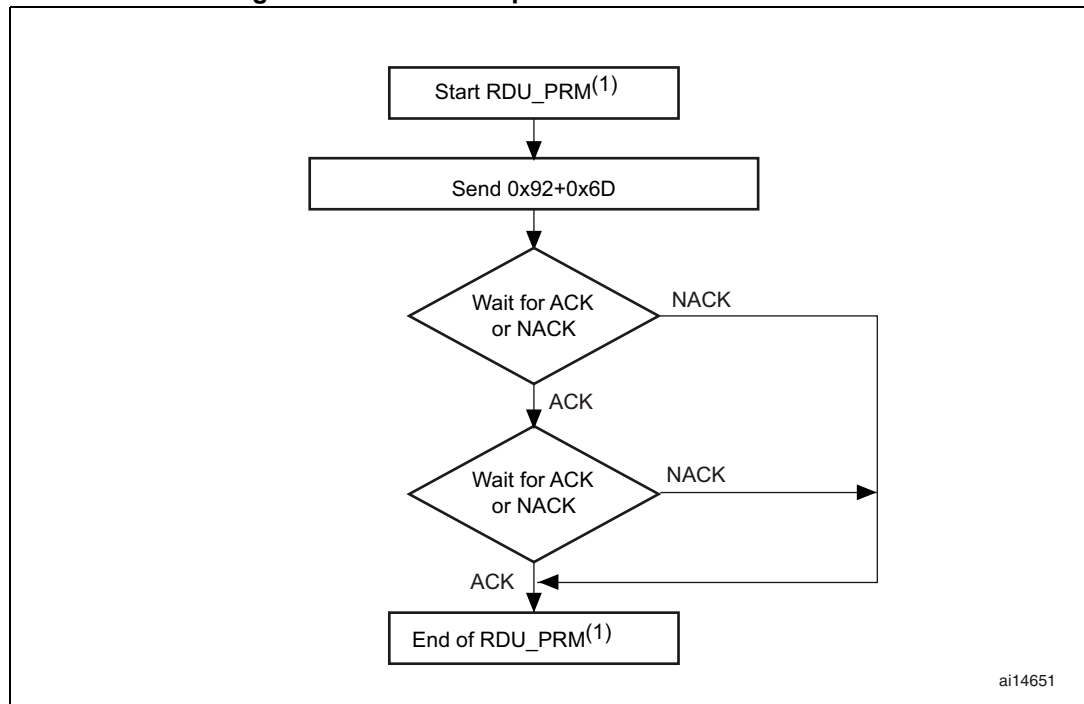 Start RDU_PRM(1)
Send 0x92+0x6D
Wait for ACK
or NACK
NACK
ACK
Wait for ACK
or NACK
NACK
ACK
End of RDU_PRM(1)
ai14651